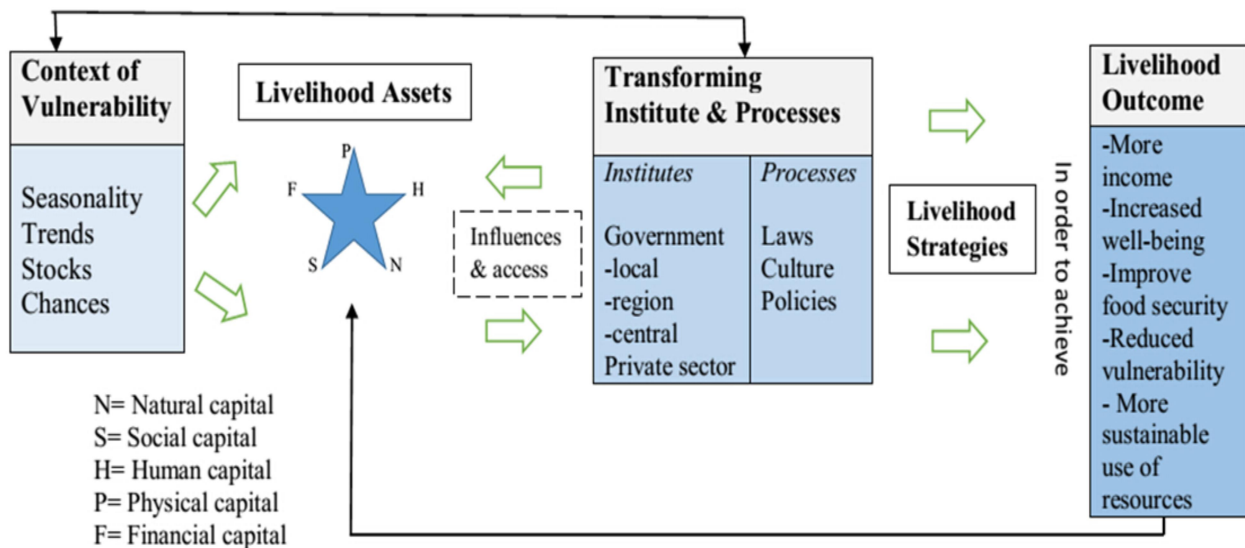 Context of
Vulnerability
Seasonality
Trends
Stocks
Chances
Livelihood Assets
P
F
H
S
N
Influences
& access
Transforming
Institute & Processes
Institutes
Government
-local
-region
-central
Private sector
Processes
Laws
Culture
Policies
Livelihood
Strategies
In order to achieve
Livelihood
Outcome
-More
income
-Increased
well-being
-Improve
food security
-Reduced
vulnerability
- More
sustainable
use of
resources
N= Natural capital
S= Social capital
H= Human capital
P= Physical capital
F= Financial capital